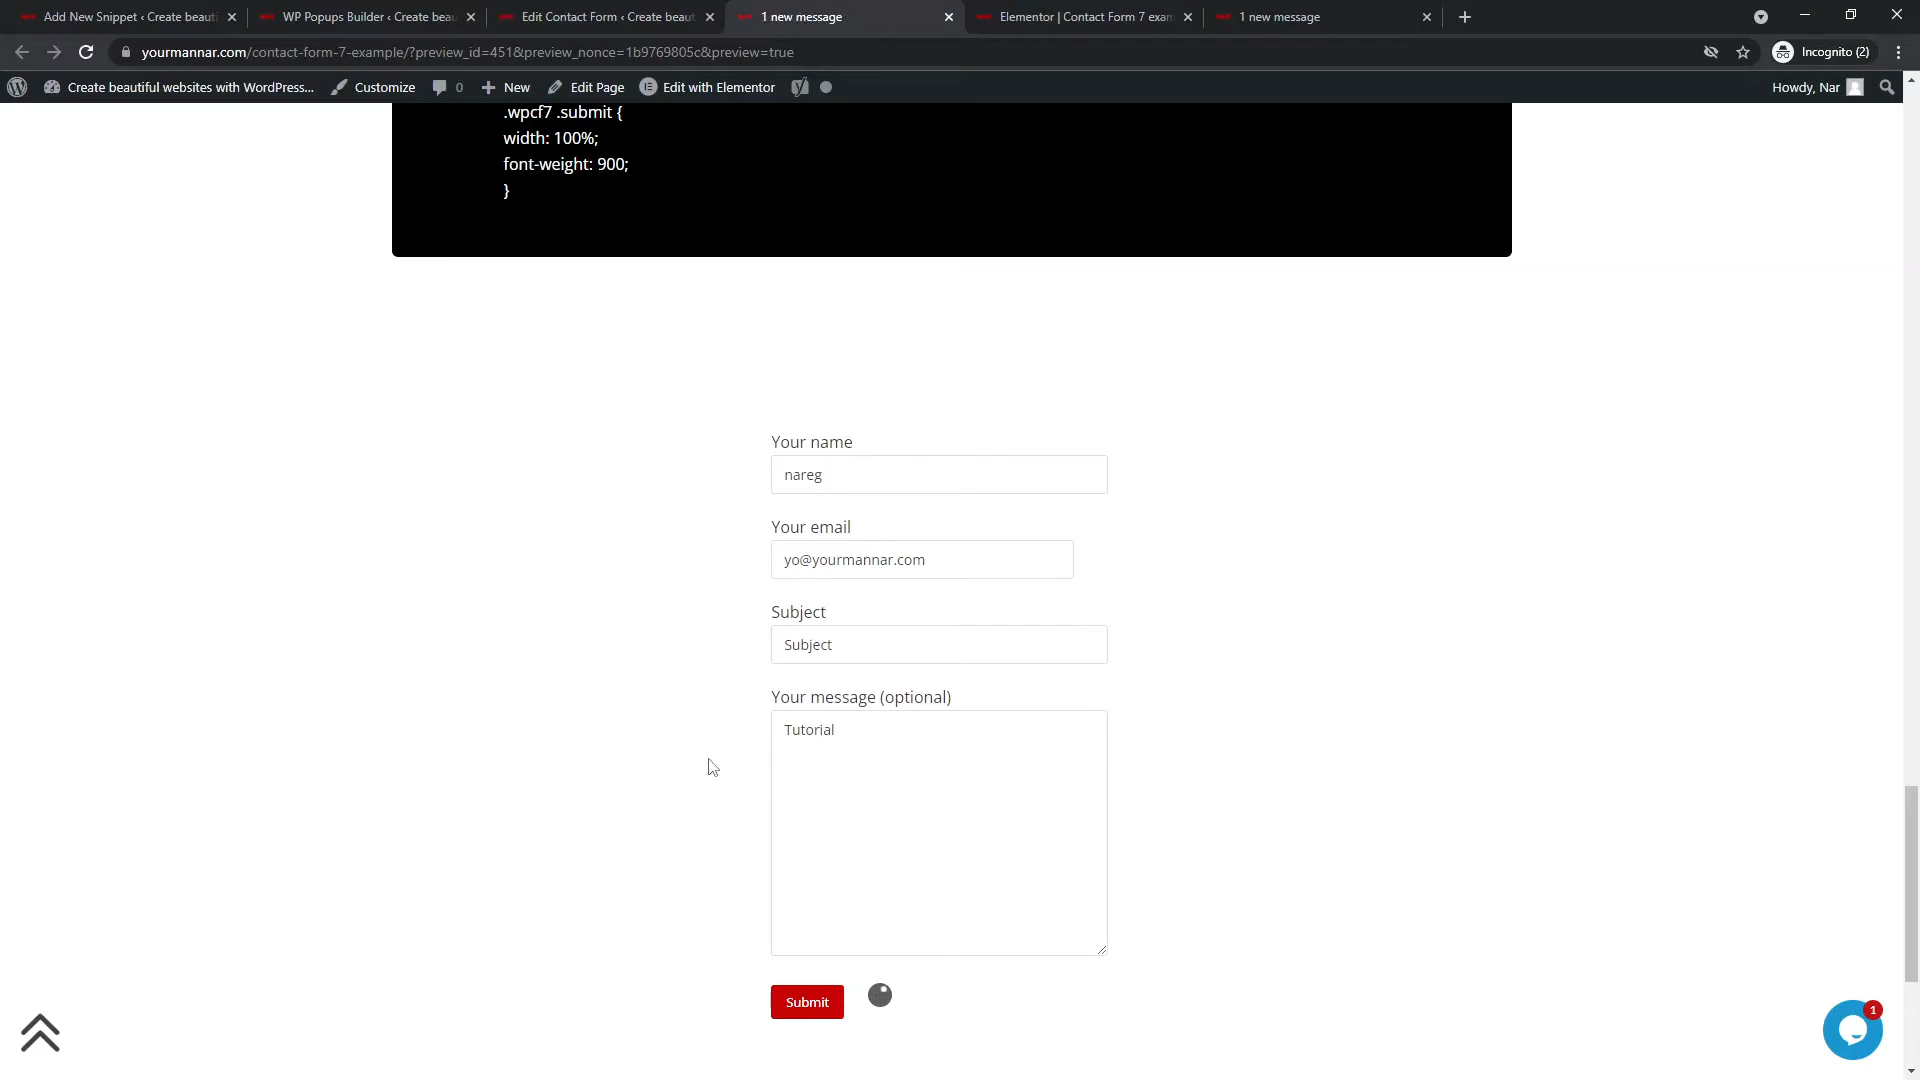 Add New Snippet ‹ Create beauti
WP Popups Builder ‹ Create beau
Edit Contact Form ‹ Create beaut
1 new message
Elementor | Contact Form 7 exam
1 new message
yourmannar.com/contact-form-7-example/?preview_id=451&preview_nonce=1b9769805c&preview=true
Incognito (2)
Create beautiful websites with WordPress...
Customize
0
New
Edit Page
Edit with Elementor
Howdy, Nar
.wpcf7 .submit {
width: 100%;
font-weight: 900;
}
Your name
nareg
Your email
yo@yourmannar.com
Subject
Subject
Your message (optional)
Tutorial
Submit
1